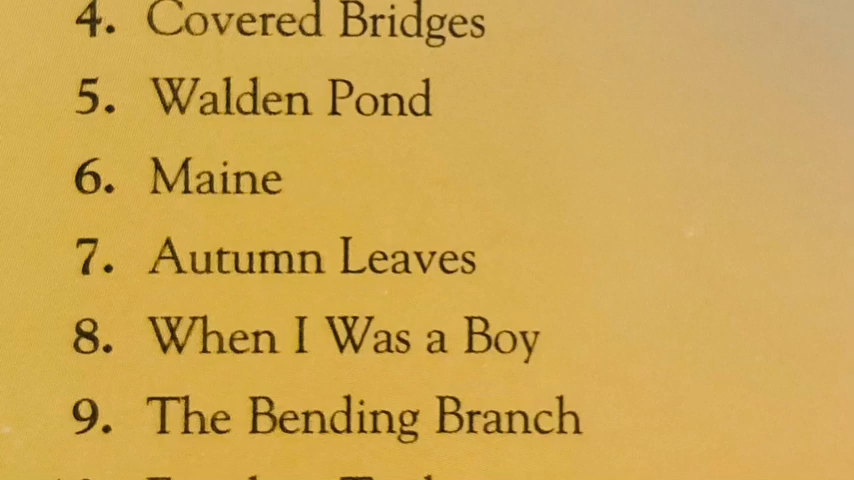 4. Covered Bridges
5. Walden Pond
6. Maine
7. Autumn Leaves
8. When I Was a Boy
9. The Bending Branch